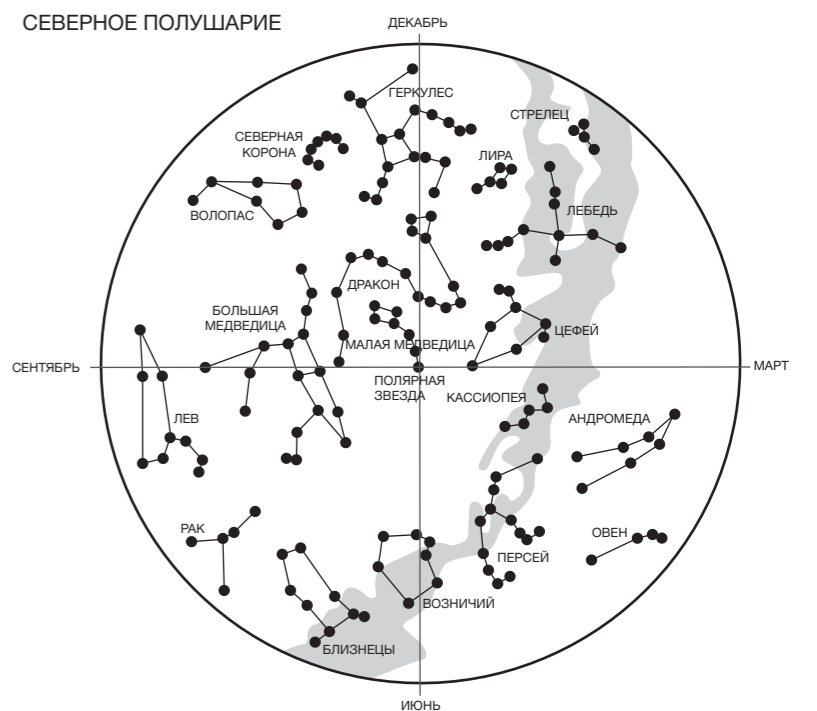 СЕВЕРНОЕ ПОЛУШАРИЕ
ДЕКАБРЬ
ГЕРКУЛЕС
СТРЕЛЕЦ
СЕВЕРНАЯ
КОРОНА
ЛИРА
ВОЛОПАС
ЛЕБЕДЬ
ДРАКОН
БОЛЬШАЯ
МЕДВЕДИЦА
МАЛАЯ МЕДВЕДИЦА
ЦЕФЕЙ
СЕНТЯБРЬ
МАРТ
ПОЛЯРНАЯ
ЗВЕЗДА
КАССИОПЕЯ
ЛЕВ
АНДРОМЕДА
РАК
ОВЕН
ПЕРСЕЙ
ВОЗНИЧИЙ
БЛИЗНЕЦЫ
ИЮНЬ